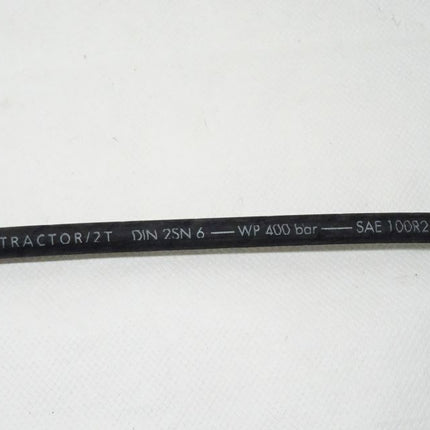 TRACTOR/2T DIN 2SN 6 — WP 400 bar — SAE 100R2